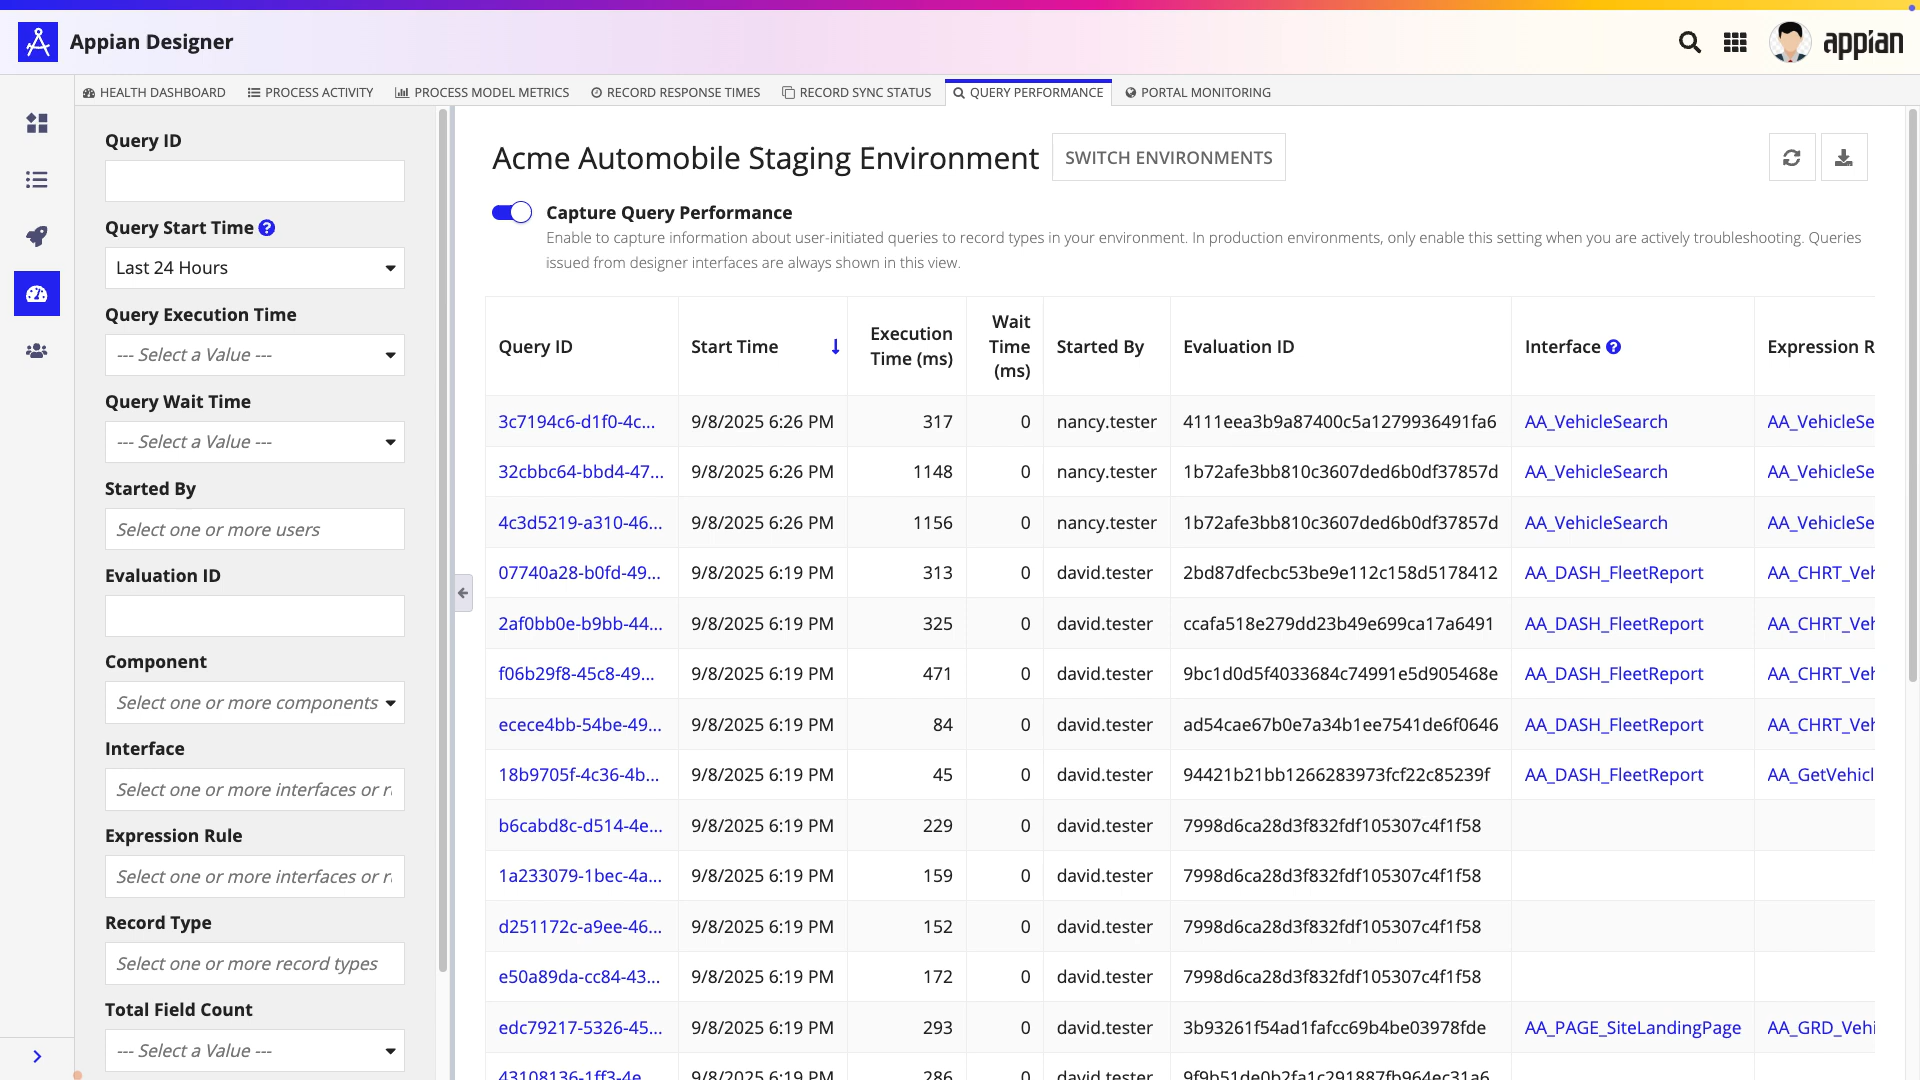 Appian Designer
appian
HEALTH DASHBOARD
PROCESS ACTIVITY
PROCESS MODEL METRICS
RECORD RESPONSE TIMES
RECORD SYNC STATUS
QUERY PERFORMANCE
PORTAL MONITORING
Query ID
Query Start Time ?
Last 24 Hours
Query Execution Time
--- Select a Value ---
Query Wait Time
--- Select a Value ---
Started By
Select one or more users
Evaluation ID
Component
Select one or more components
Interface
Select one or more interfaces or r
Expression Rule
Select one or more interfaces or r
Record Type
Select one or more record types
Total Field Count
--- Select a Value ---
Acme Automobile Staging Environment
SWITCH ENVIRONMENTS
Capture Query Performance
Enable to capture information about user-initiated queries to record types in your environment. In production environments, only enable this setting when you are actively troubleshooting. Queries
issued from designer interfaces are always shown in this view.
Query ID Start Time Execution Time (ms) Wait Time (ms) Started By Evaluation ID Interface ? Expression R
3c7194c6-d1f0-4c... 9/8/2025 6:26 PM 317 0 nancy.tester 4111eea3b9a87400c5a1279936491fa6 AA_VehicleSearch AA_VehicleSe
32cbbc64-bbd4-47... 9/8/2025 6:26 PM 1148 0 nancy.tester 1b72afe3bb810c3607ded6b0df37857d AA_VehicleSearch AA_VehicleSe
4c3d5219-a310-46... 9/8/2025 6:26 PM 1156 0 nancy.tester 1b72afe3bb810c3607ded6b0df37857d AA_VehicleSearch AA_VehicleSe
07740a28-b0fd-49... 9/8/2025 6:19 PM 313 0 david.tester 2bd87dfecbc53be9e112c158d5178412 AA_DASH_FleetReport AA_CHRT_Veh
2af0bb0e-b9bb-44... 9/8/2025 6:19 PM 325 0 david.tester ccafa518e279dd23b49e699ca17a6491 AA_DASH_FleetReport AA_CHRT_Veh
f06b29f8-45c8-49... 9/8/2025 6:19 PM 471 0 david.tester 9bc1d0d5f4033684c74991e5d905468e AA_DASH_FleetReport AA_CHRT_Veh
ecece4bb-54be-49... 9/8/2025 6:19 PM 84 0 david.tester ad54cae67b0e7a34b1ee7541de6f0646 AA_DASH_FleetReport AA_CHRT_Veh
18b9705f-4c36-4b... 9/8/2025 6:19 PM 45 0 david.tester 94421b21bb1266283973fcf22c85239f AA_DASH_FleetReport AA_GetVehicl
b6cabd8c-d514-4e... 9/8/2025 6:19 PM 229 0 david.tester 7998d6ca28d3f832fdf105307c4f1f58
1a233079-1bec-4a... 9/8/2025 6:19 PM 159 0 david.tester 7998d6ca28d3f832fdf105307c4f1f58
d251172c-a9ee-46... 9/8/2025 6:19 PM 152 0 david.tester 7998d6ca28d3f832fdf105307c4f1f58
e50a89da-cc84-43... 9/8/2025 6:19 PM 172 0 david.tester 7998d6ca28d3f832fdf105307c4f1f58
edc79217-5326-45... 9/8/2025 6:19 PM 293 0 david.tester 3b93261f54ad1fafcc69b4be03978fde AA_PAGE_SiteLandingPage AA_GRD_Vehi
43108136-1ff3-4e 9/8/2025 6:19 PM 286 0 david.tester 9f9b51de0b2fa1c291887fb964ec31a6